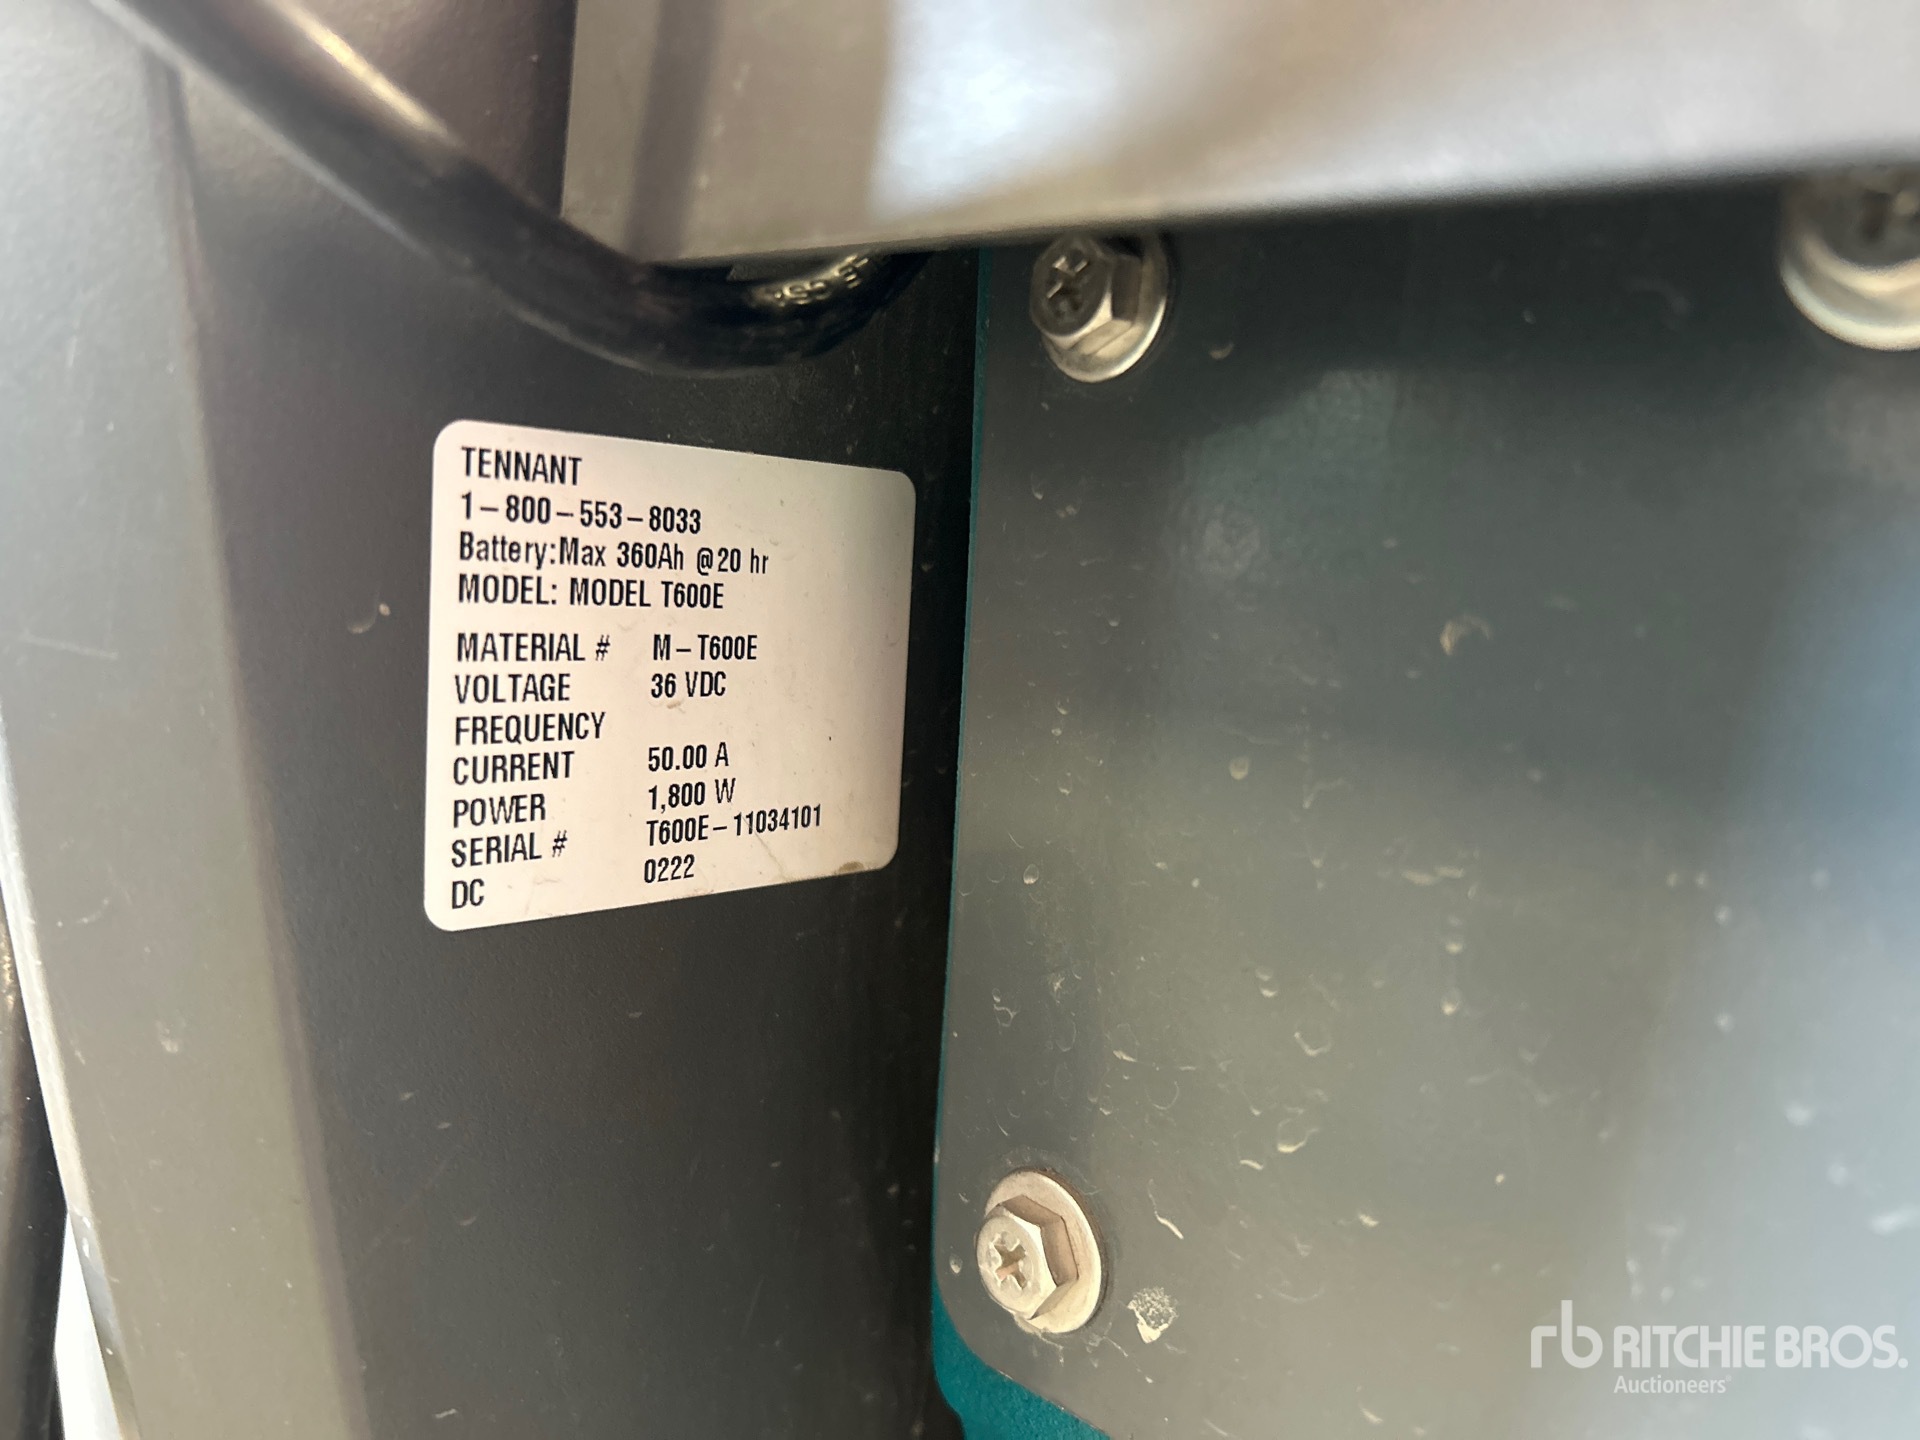 TENNANT
1-800-553-8033
Battery:Max 360Ah @20 hr
MODEL: MODEL T600E
MATERIAL # M-T600E
VOLTAGE 36 VDC
FREQUENCY
CURRENT 50.00 A
POWER 1,800 W
SERIAL # T600E-11034101
DC 0222
rb RITCHIE BROS.
Auctioneers